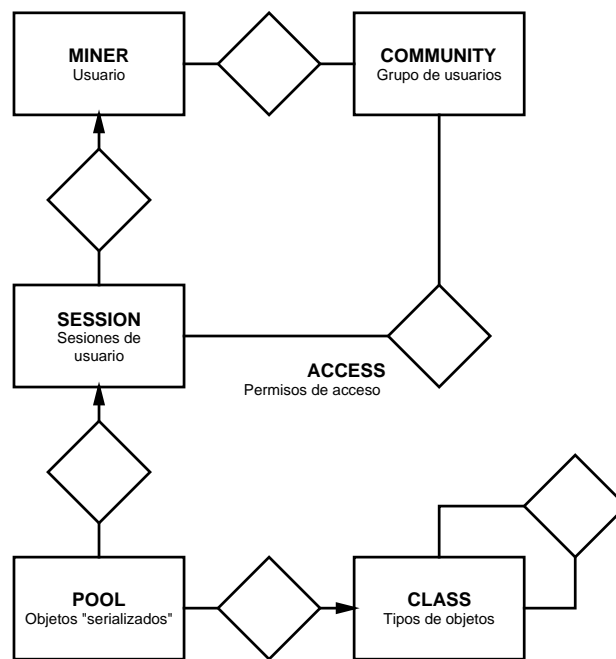 MINER
Usuario
COMMUNITY
Grupo de usuarios
SESSION
Sesiones de
usuario
ACCESS
Permisos de acceso
POOL
Objetos "serializados"
CLASS
Tipos de objetos